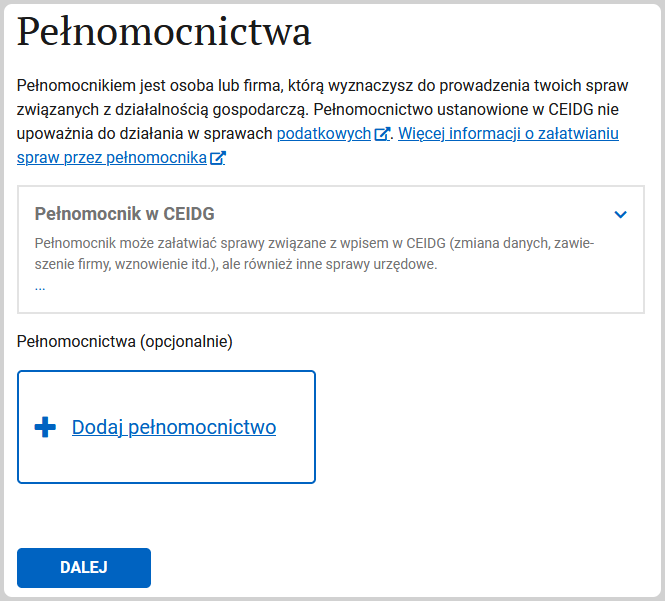 Pełnomocnictwa
Pełnomocnikiem jest osoba lub firma, którą wyznaczysz do prowadzenia twoich spraw
związanych z działalnością gospodarczą. Pełnomocnictwo ustanowione w CEIDG nie
upoważnia do działania w sprawach podatkowych. Więcej informacji o załatwianiu
spraw przez pełnomocnika
Pełnomocnik w CEIDG
Pełnomocnik może załatwiać sprawy związane z wpisem w CEIDG (zmiana danych, zawie-
szenie firmy, wznowienie itd.), ale również inne sprawy urzędowe.
...
Pełnomocnictwa (opcjonalnie)
Dodaj pełnomocnictwo
DALEJ